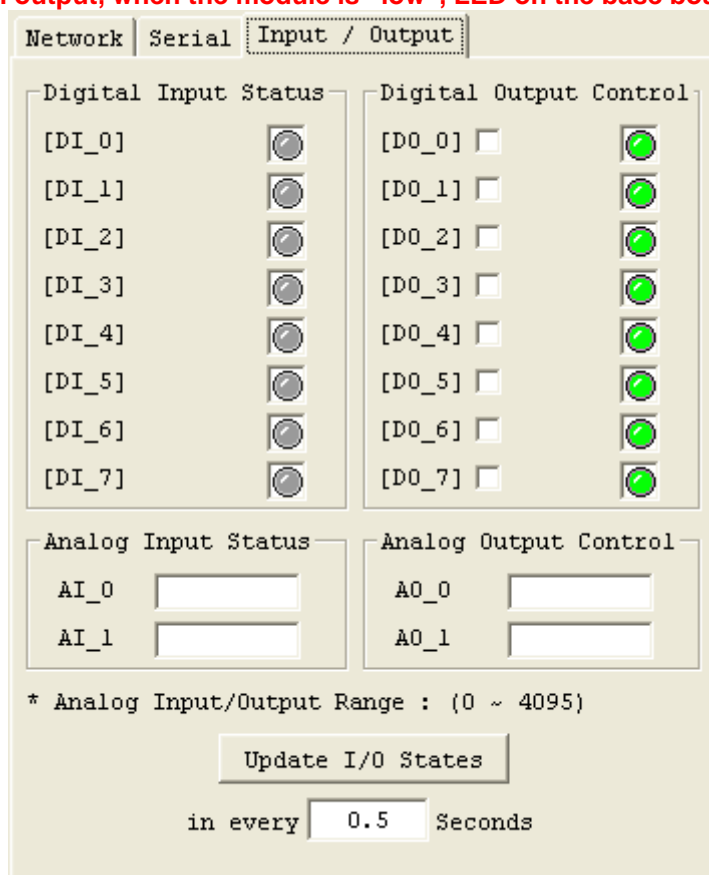 output, when the module is "low", LED on the base bo
Network Serial Input / Output
Digital Input Status
[DI_0]
[DI_1]
[DI_2]
[DI_3]
[DI_4]
[DI_5]
[DI_6]
[DI_7]
Digital Output Control
[DO_0]
[DO_1]
[DO_2]
[DO_3]
[DO_4]
[DO_5]
[DO_6]
[DO_7]
Analog Input Status
AI_0
AI_1
Analog Output Control
AO_0
AO_1
* Analog Input/Output Range : (0 ~ 4095)
Update I/O States
in every 0.5 Seconds